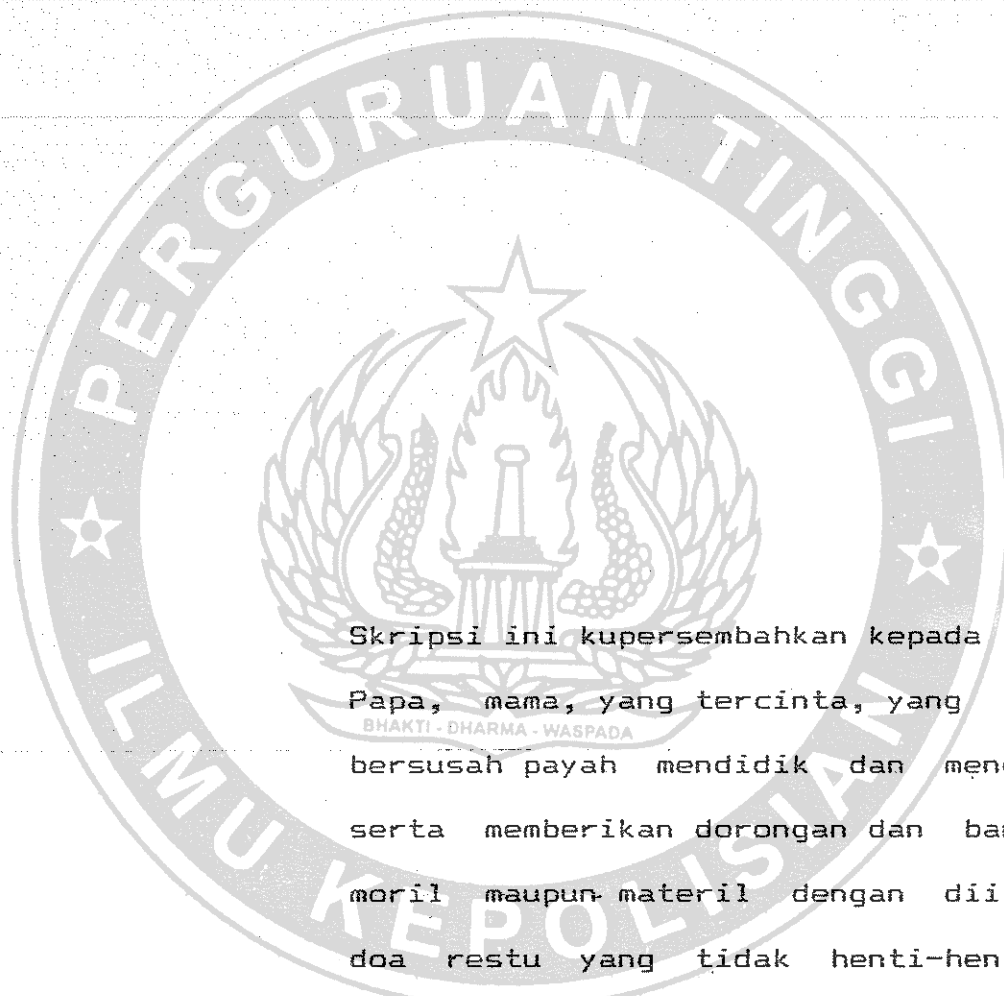 PERGURUAN TINGGI
Skripsi ini kupersembahkan kepada
Papa, mama, yang tercinta, yang
BHAKTI - DHARMA - WASPADA
bersusah payah mendidik dan
serta memberikan dorongan dan
moril maupun materil dengan
doa restu yang tidak
ILMU KEPOLISIAN